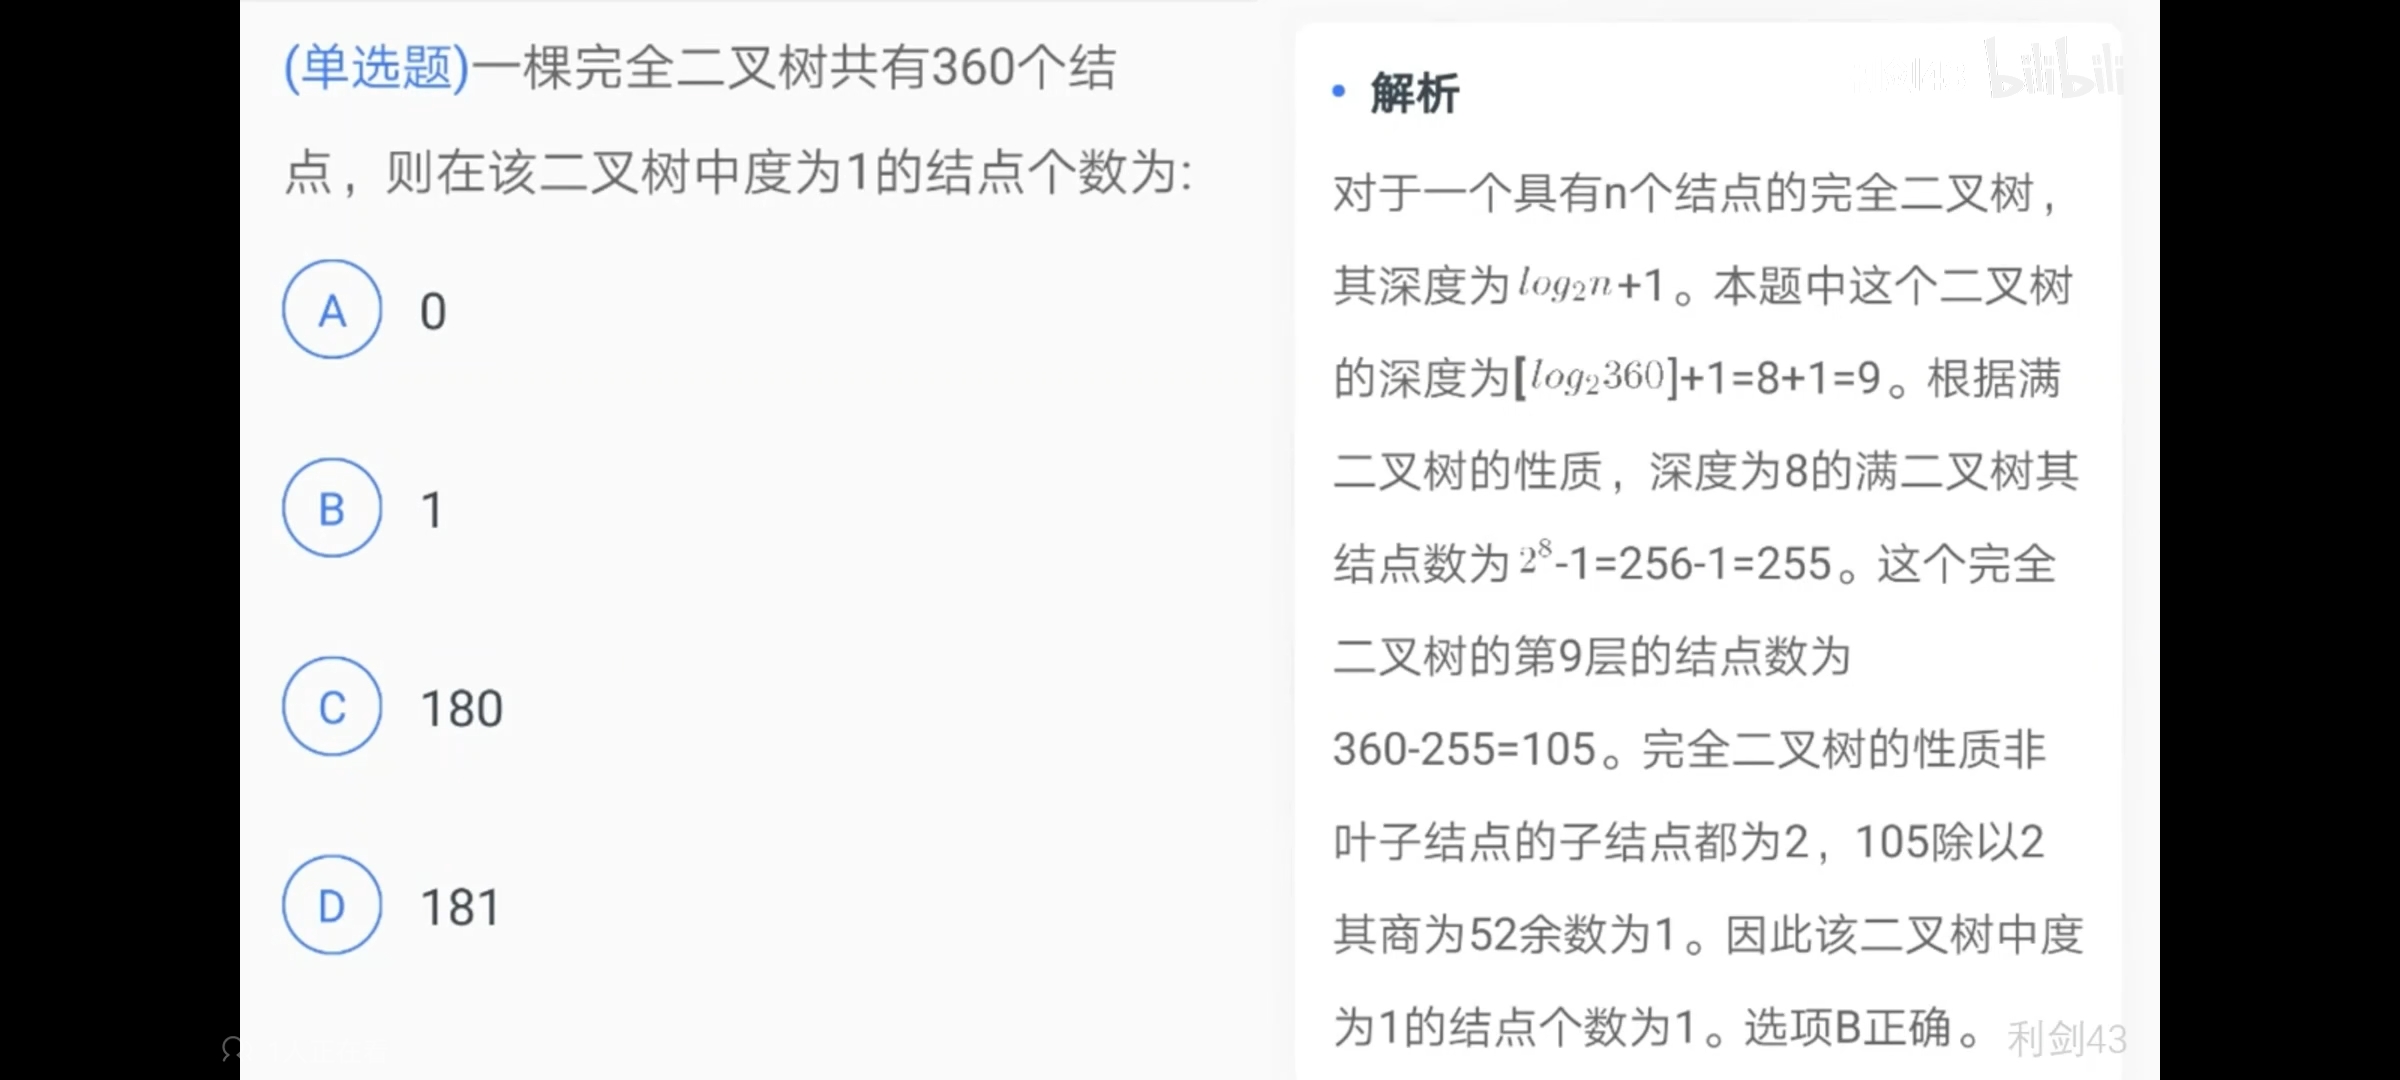 (单选题)一棵完全二叉树共有360个结
点，则在该二叉树中度为1的结点个数为:
A 0
B 1
C 180
D 181
bilibili
• 解析
对于一个具有n个结点的完全二叉树，
其深度为log₂n+1。本题中这个二叉树
的深度为[log₂360]+1=8+1=9。根据满
二叉树的性质，深度为8的满二叉树其
结点数为2⁸-1=256-1=255。这个完全
二叉树的第9层的结点数为
360-255=105。完全二叉树的性质非
叶子结点的子结点都为2，105除以2
其商为52余数为1。因此该二叉树中度
为1的结点个数为1。选项B正确。
利剑43